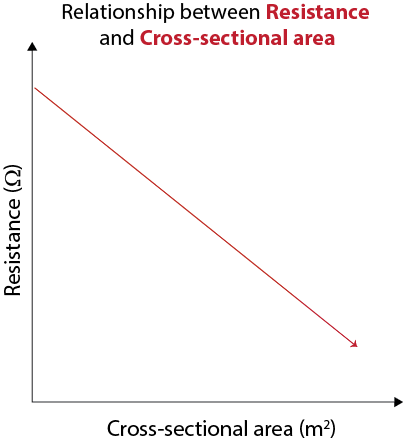 Relationship between Resistance
and Cross-sectional area
Resistance (Ω)
Cross-sectional area (m²)